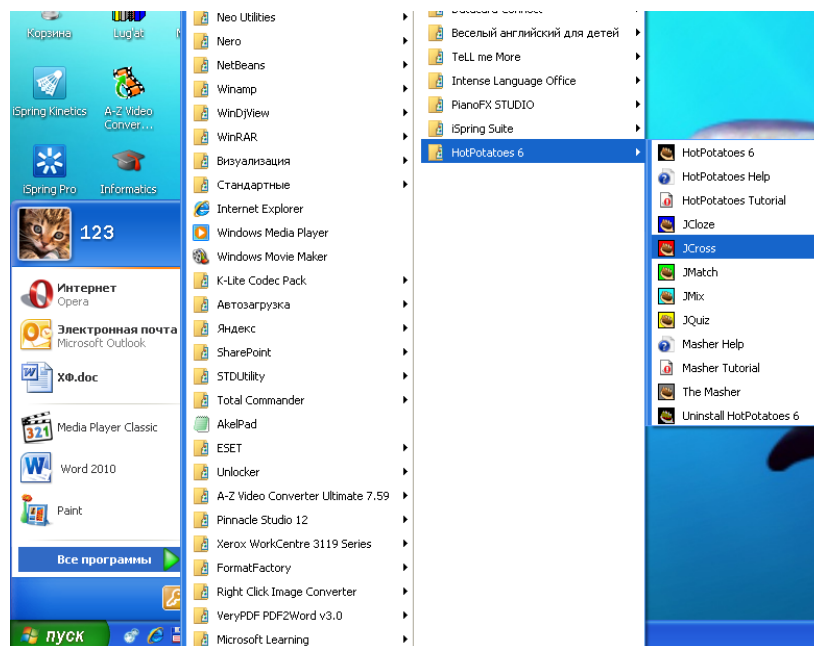 Корзина
Lug'at
iSpring Kinetics
A-Z Video
Conver...
iSpring Pro
Informatics
123
Интернет
Opera
Электронная почта
Microsoft Outlook
ХФ.doc
Media Player Classic
Word 2010
Paint
Все программы
пуск
Neo Utilities
Nero
NetBeans
Winamp
WinDjView
WinRAR
Визуализация
Стандартные
Internet Explorer
Windows Media Player
Windows Movie Maker
K-Lite Codec Pack
Автозагрузка
Яндекс
SharePoint
STDUtility
Total Commander
AkelPad
ESET
Unlocker
A-Z Video Converter Ultimate 7.59
Pinnacle Studio 12
Xerox WorkCentre 3119 Series
FormatFactory
Right Click Image Converter
VeryPDF PDF2Word v3.0
Microsoft Learning
Datacard Connect
Веселый английский для детей
TeLL me More
Intense Language Office
PianoFX STUDIO
iSpring Suite
HotPotatoes 6
HotPotatoes 6
HotPotatoes Help
HotPotatoes Tutorial
JCloze
JCross
JMatch
JMix
JQuiz
Masher Help
Masher Tutorial
The Masher
Uninstall HotPotatoes 6